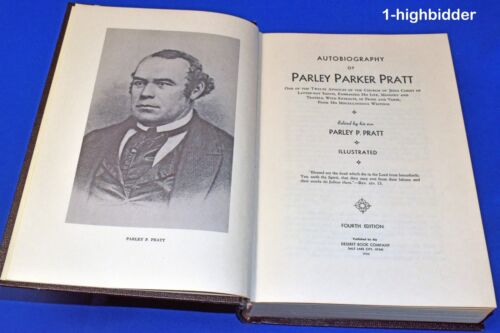 1-highbidder
PARLEY P. PRATT
AUTOBIOGRAPHY
OF
PARLEY PARKER PRATT
One of the Twelve Apostles of the Church of Jesus Christ of
Latter-day Saints, Embracing His Life, Ministry and
Travels, With Extracts, in Prose and Verse,
From His Miscellaneous Writings
Edited by his son
PARLEY P. PRATT
ILLUSTRATED
"Blessed are the dead which die in the Lord from henceforth:
Yea saith the Spirit, that they may rest from their labors; and
their works do follow them."—Rev. xiv. 13.
FOURTH EDITION
Published by the
DESERET BOOK COMPANY
SALT LAKE CITY, UTAH